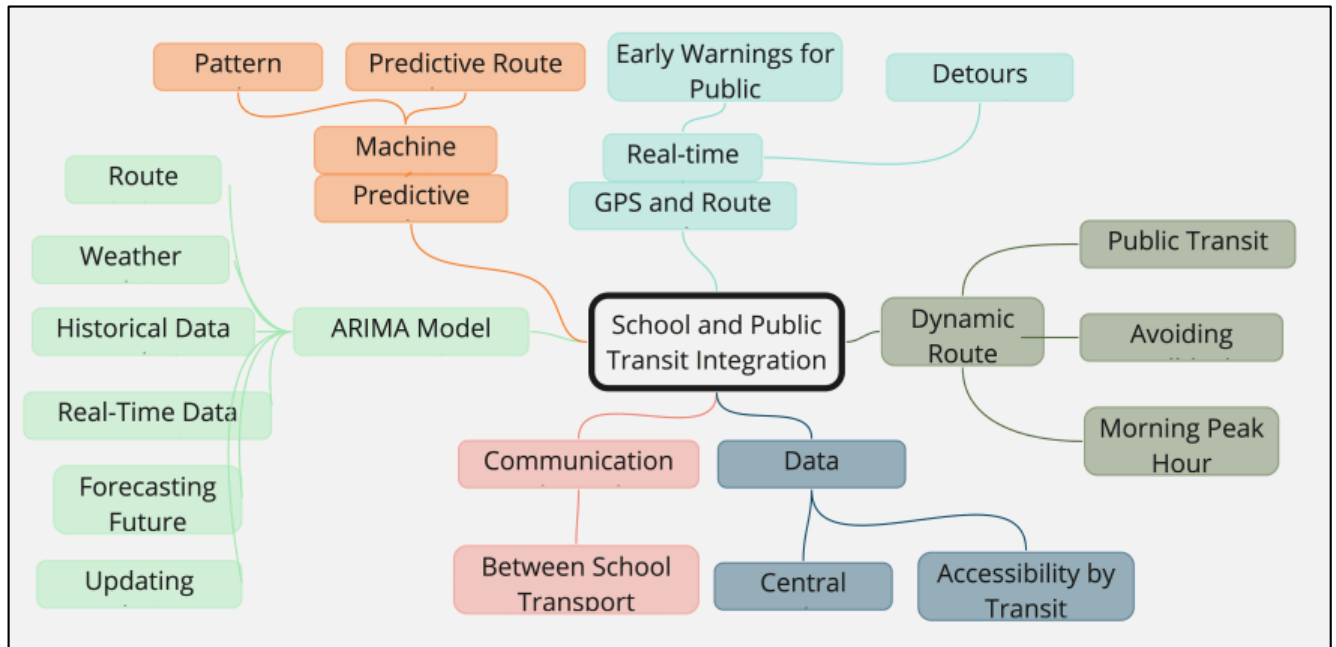 Pattern
Predictive Route
Machine
Predictive
Early Warnings for
Public
Detours
Real-time
GPS and Route
Route
Weather
Historical Data
Real-Time Data
Forecasting
Future
Updating
ARIMA Model
School and Public
Transit Integration
Dynamic
Route
Public Transit
Avoiding
Morning Peak
Hour
Communication
Between School
Transport
Data
Central
Accessibility by
Transit